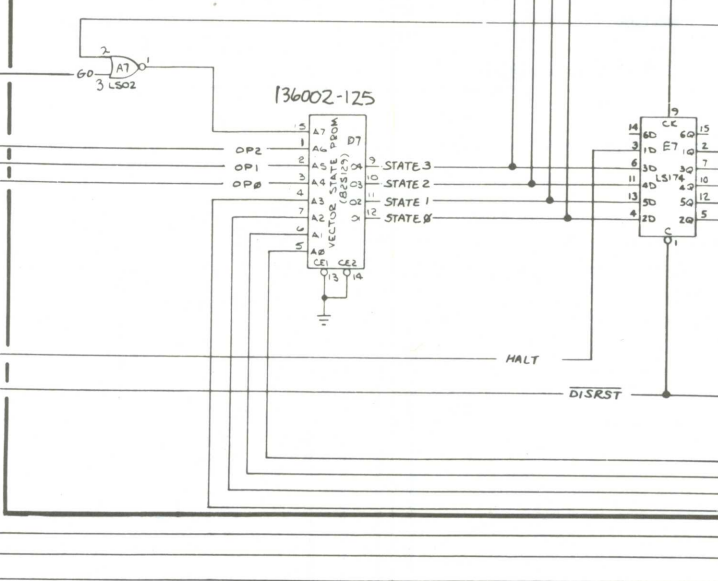 2
1
GO
3
A7
LS02
136002-125
15
A7
D7
VECTOR STATE PROM
(82S129)
OP2
1
A6
OP1
2
A5
O4
9
STATE 3
OPØ
3
A4
O3
10
STATE 2
4
A3
O2
11
STATE 1
7
A2
O1
12
STATE Ø
6
A1
5
AØ
CE1
CE2
13
14
9
CK
14
6D
6Q
15
3
1D
E7
1Q
2
6
3D
3Q
7
LS174
11
4D
4Q
10
13
5D
5Q
12
4
2D
2Q
5
C
1
HALT
DISRST